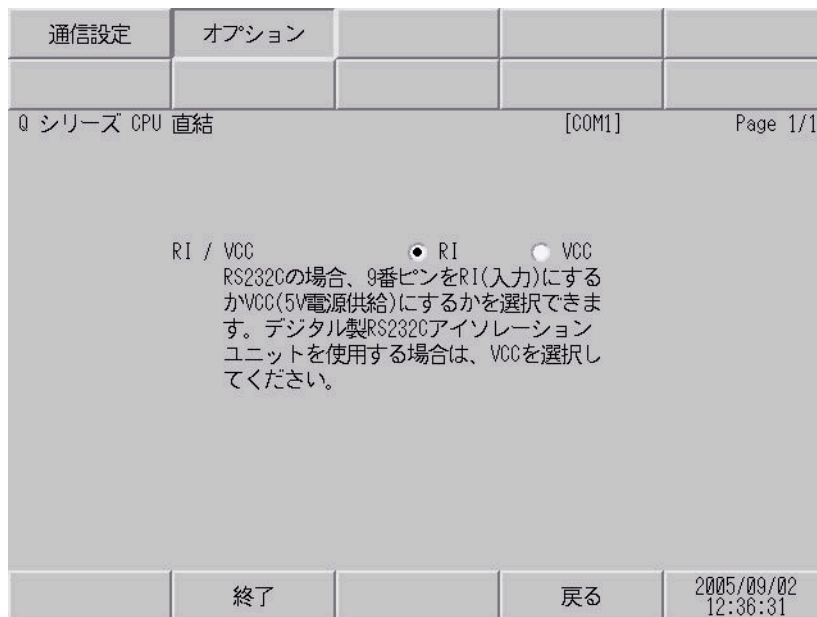 通信設定 オプション
Q シリーズ CPU 直結 [COM1] Page 1/1
RI / VCC RI VCC
RS232Cの場合、9番ピンをRI(入力)にする
かVCC(5V電源供給)にするかを選択できま
す。デジタル製RS232Cアイソレーション
ユニットを使用する場合は、VCCを選択し
てください。
終了 戻る 2005/09/02
12:36:31